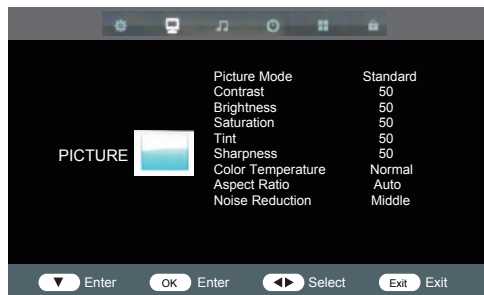 Picture Mode Standard
Contrast 50
Brightness 50
Saturation 50
Tint 50
PICTURE Sharpness 50
Color Temperature Normal
Aspect Ratio Auto
Noise Reduction Middle
▼ Enter OK Enter ◀▶ Select Exit Exit